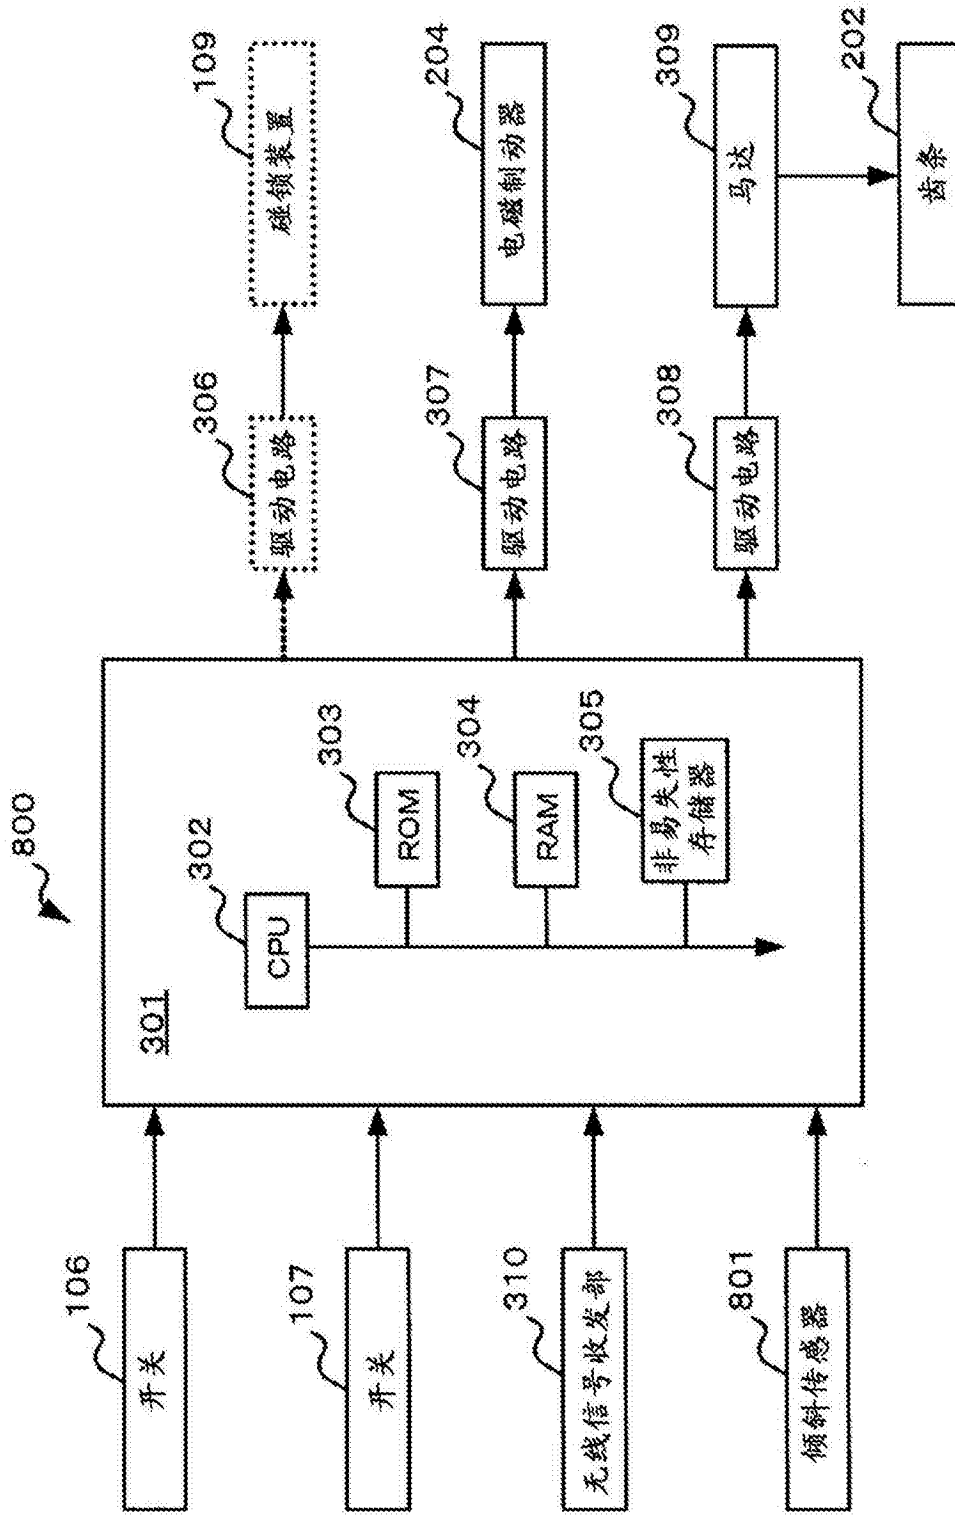 800
301
302
CPU
303
ROM
304
RAM
305
非易失性
存储器
106
开关
107
开关
310
无线信号收发部
801
倾斜传感器
306
驱动电路
109
碰锁装置
307
驱动电路
204
电磁制动器
308
驱动电路
309
马达
202
齿条